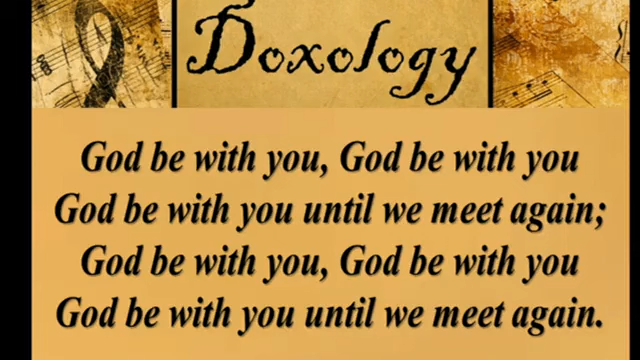 Doxology
God be with you, God be with you
God be with you until we meet again;
God be with you, God be with you
God be with you until we meet again.